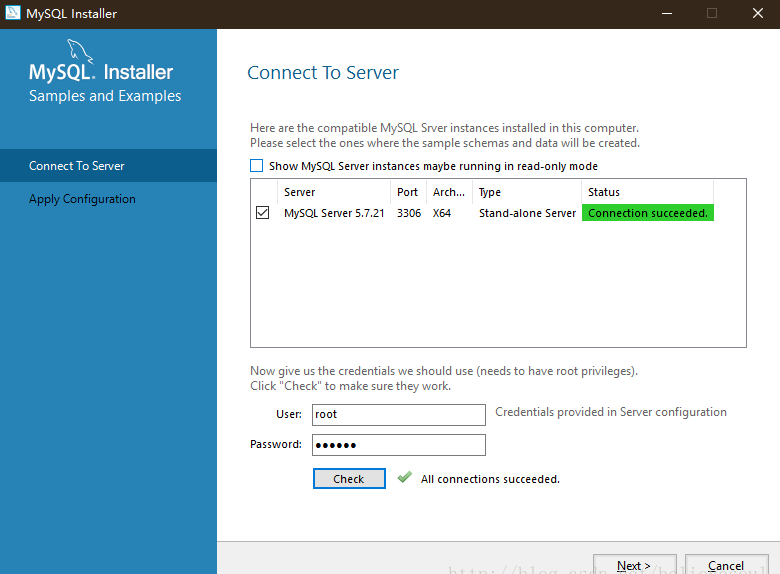 MySQL Installer
MySQL. Installer
Samples and Examples
Connect To Server
Apply Configuration
Connect To Server
Here are the compatible MySQL Srver instances installed in this computer.
Please select the ones where the sample schemas and data will be created.
Show MySQL Server instances maybe running in read-only mode
Server Port Arch... Type Status
MySQL Server 5.7.21 3306 X64 Stand-alone Server Connection succeeded.
Now give us the credentials we should use (needs to have root privileges).
Click "Check" to make sure they work.
User: root Credentials provided in Server configuration
Password: ●●●●●●
Check All connections succeeded.
Next > Cancel